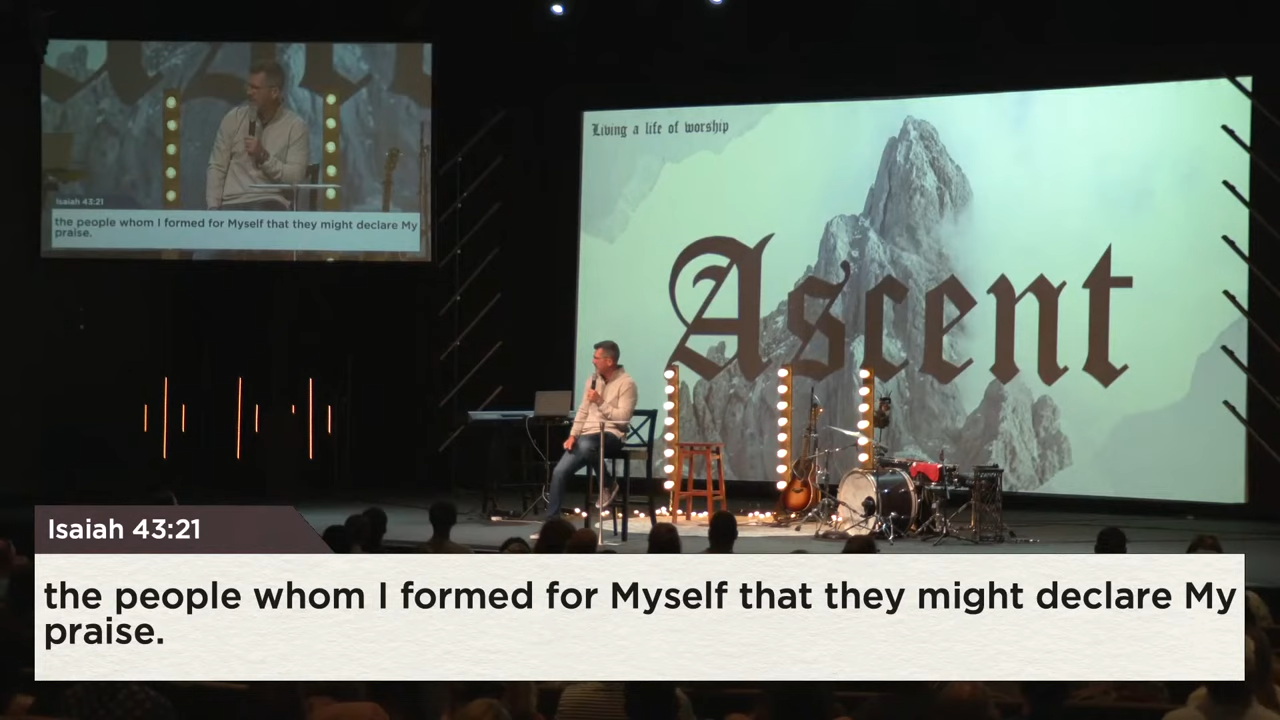 Isaiah 43:21
the people whom I formed for Myself that they might declare My
praise.
Living a life of worship
Ascent
Isaiah 43:21
the people whom I formed for Myself that they might declare My
praise.